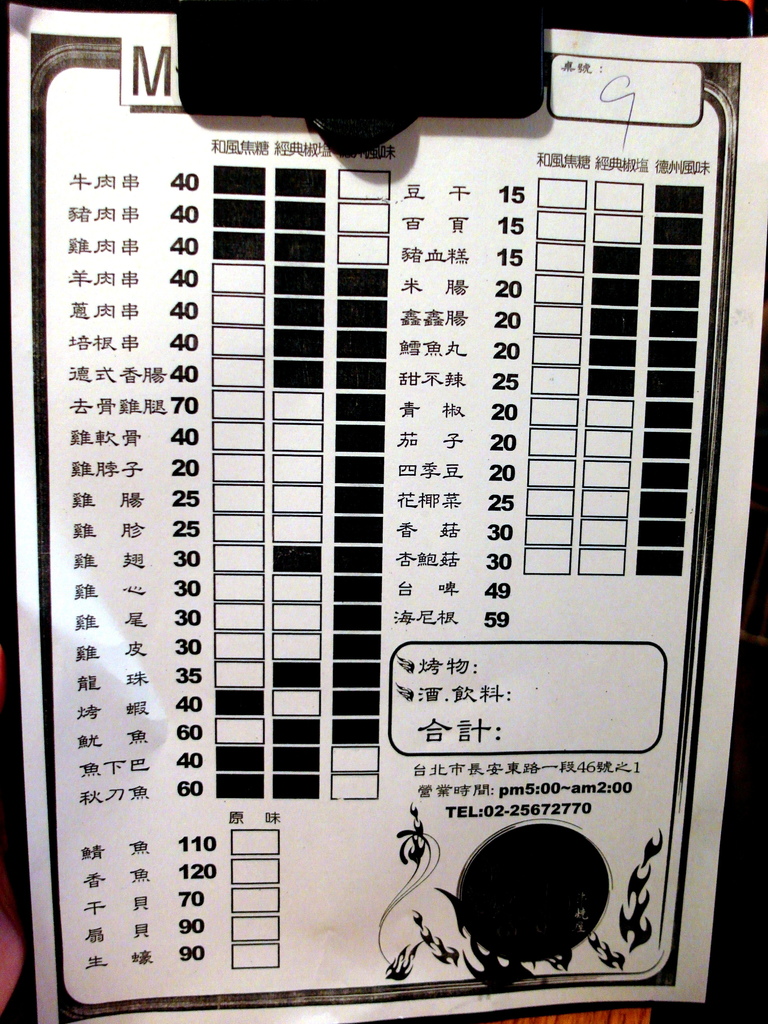 M
桌號:
9
和風焦糖 經典椒塩 德州風味
牛肉串 40
豬肉串 40
雞肉串 40
羊肉串 40
蔥肉串 40
培根串 40
德式香腸 40
去骨雞腿 70
雞軟骨 40
雞脖子 20
雞腸 25
雞胗 25
雞翅 30
雞心 30
雞尾 30
雞皮 30
龍珠 35
烤蝦 40
魷魚 60
魚下巴 40
秋刀魚 60
原味
鯖魚 110
香魚 120
干貝 70
扇貝 90
生蠔 90
和風焦糖 經典椒塩 德州風味
豆干 15
百頁 15
豬血糕 15
米腸 20
鑫鑫腸 20
鱈魚丸 20
甜不辣 25
青椒 20
茄子 20
四季豆 20
花椰菜 25
香菇 30
杏鮑菇 30
台啤 49
海尼根 59
烤物:
酒.飲料:
合計:
台北市長安東路一段46號之1
營業時間: pm5:00~am2:00
TEL:02-25672770